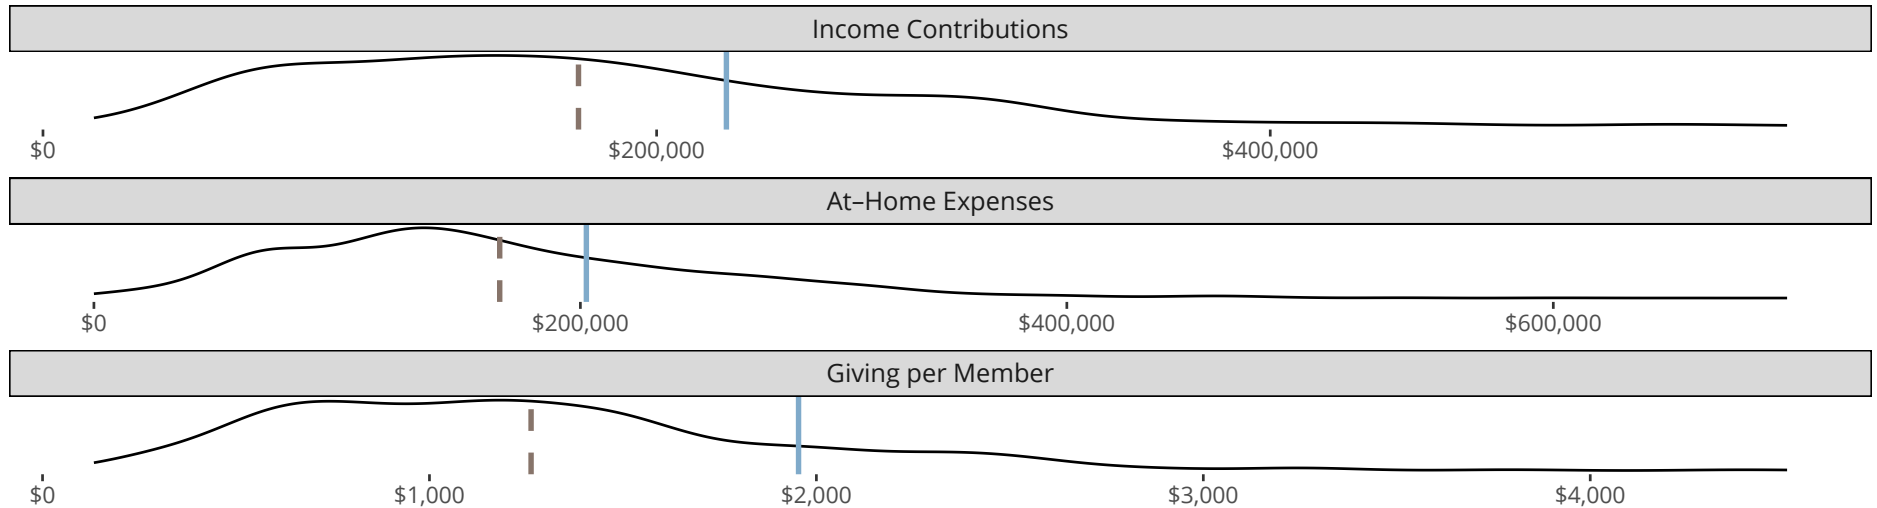 Income Contributions
$0 $200,000 $400,000
At–Home Expenses
$0 $200,000 $400,000 $600,000
Giving per Member
$0 $1,000 $2,000 $3,000 $4,000